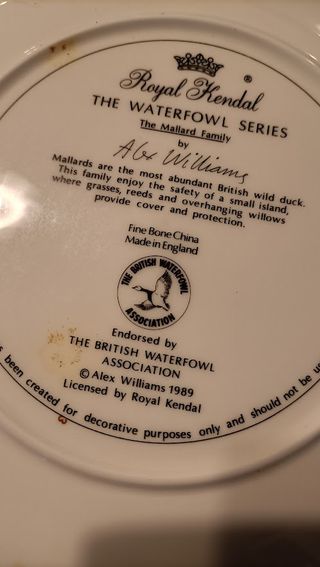 Royal Kendal ®
THE WATERFOWL SERIES
The Mallard Family
by
Alex Williams
Mallards are the most abundant British wild duck.
This family enjoy the safety of a small island,
where grasses, reeds and overhanging willows
provide cover and protection.
Fine Bone China
Made in England
THE BRITISH WATERFOWL
ASSOCIATION
Endorsed by
THE BRITISH WATERFOWL
ASSOCIATION
© Alex Williams 1989
Licensed by Royal Kendal
been created for decorative purposes only and should not be